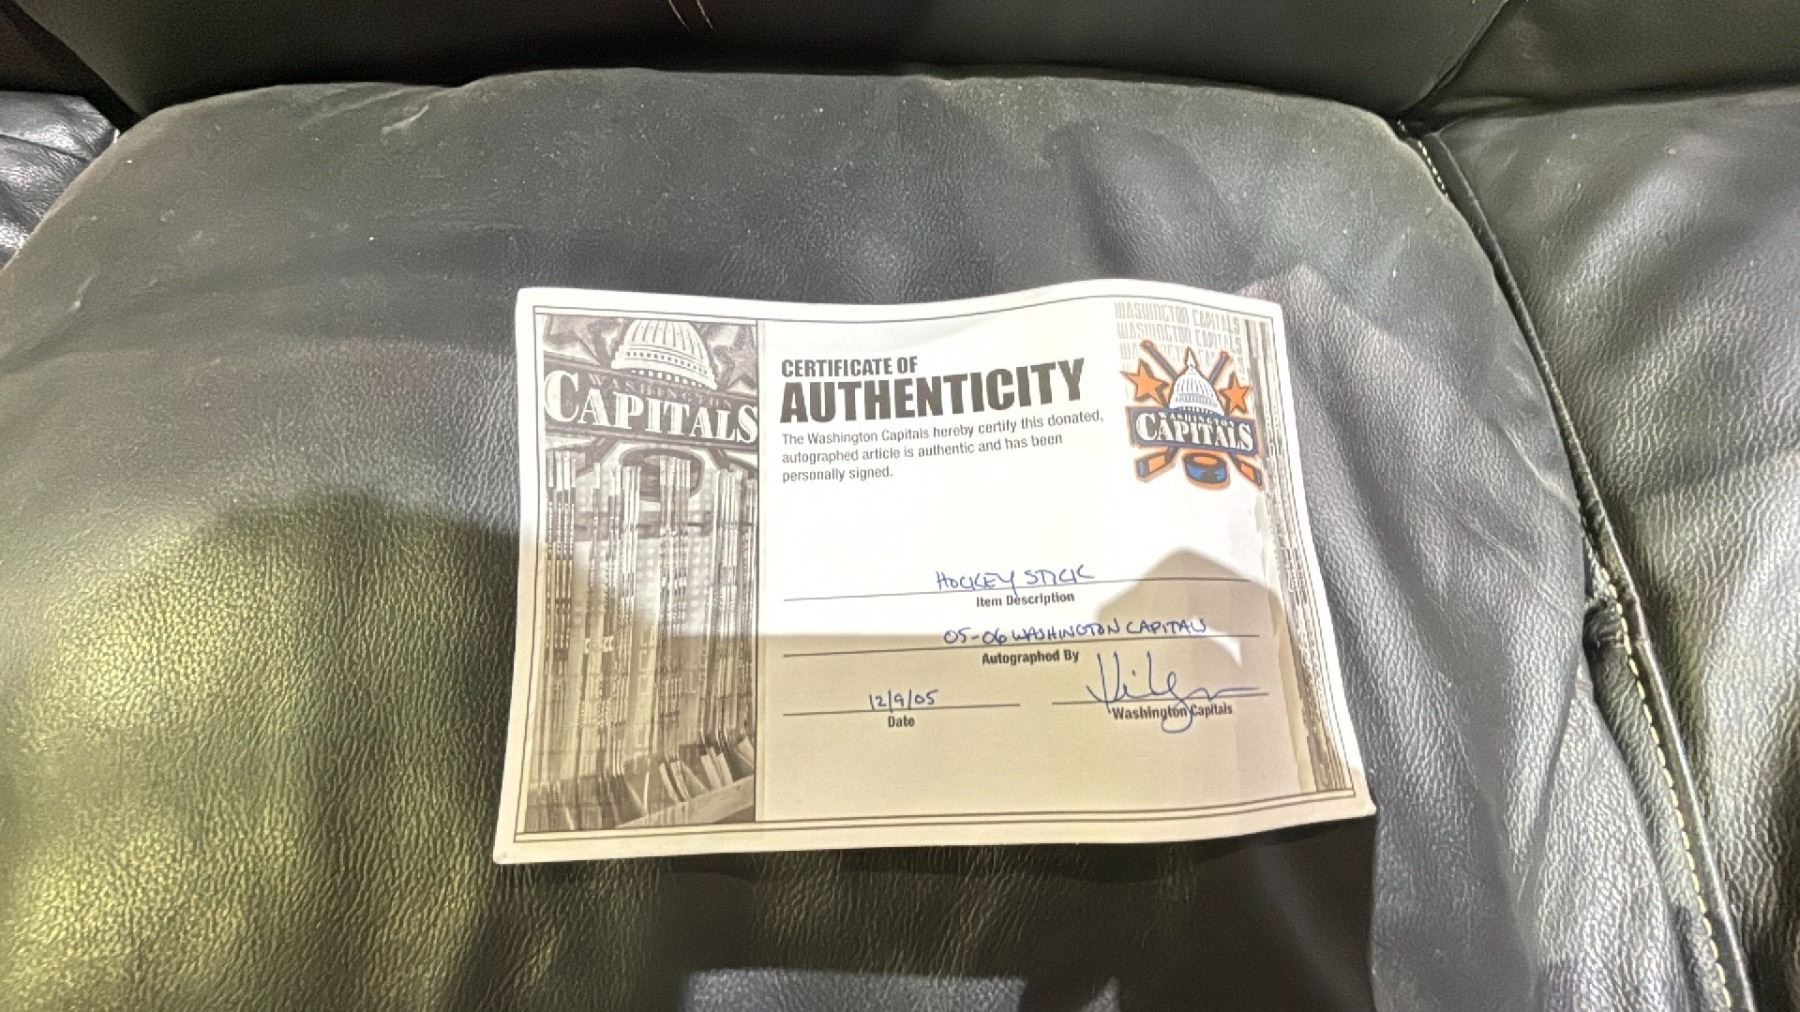 WASHINGTON
CAPITALS
CERTIFICATE OF
AUTHENTICITY
The Washington Capitals hereby certify this donated,
autographed article is authentic and has been
personally signed.
WASHINGTON CAPITALS
WASHINGTON CAPITALS
WASHINGTON
CAPITALS
HOCKEY STICK
Item Description
05-06 WASHINGTON CAPITALS
Autographed By
12/9/05
Date
Washington Capitals